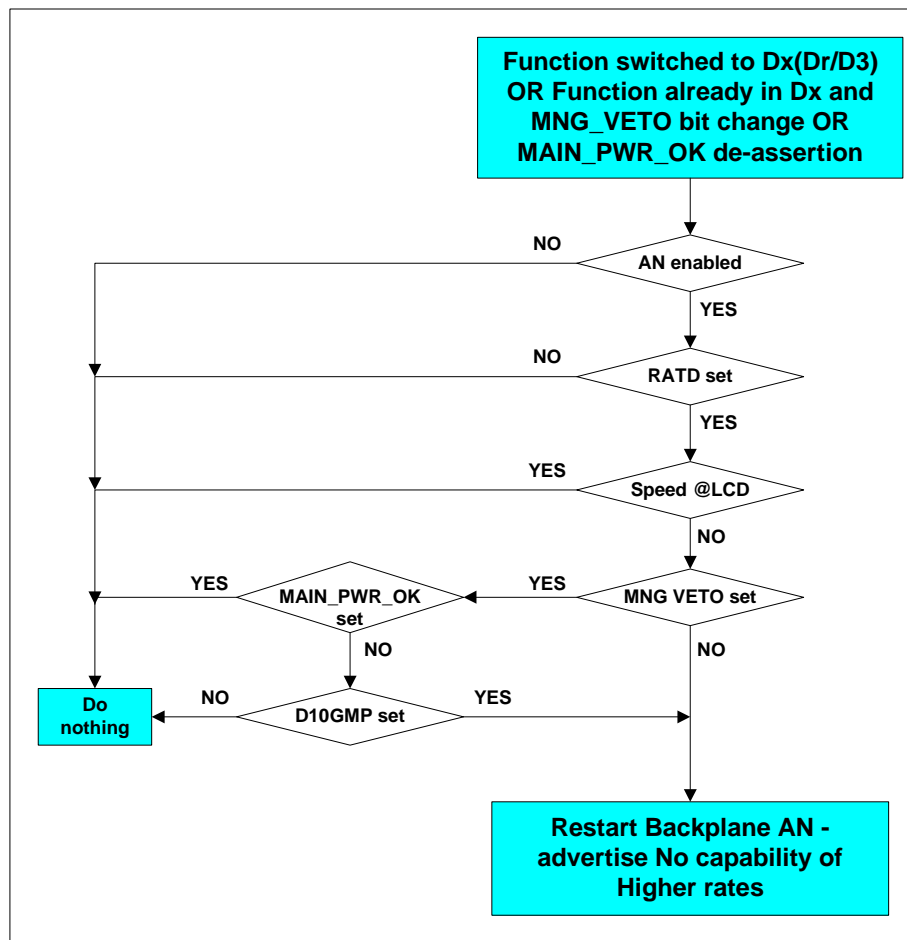 Function switched to Dx(Dr/D3)
OR Function already in Dx and
MNG_VETO bit change OR
MAIN_PWR_OK de-assertion
NO
AN enabled
YES
NO
RATD set
YES
YES
Speed @LCD
NO
YES
MAIN_PWR_OK
set
YES
MNG VETO set
NO
NO
Do
nothing
NO
D10GMP set
YES
Restart Backplane AN -
advertise No capability of
Higher rates